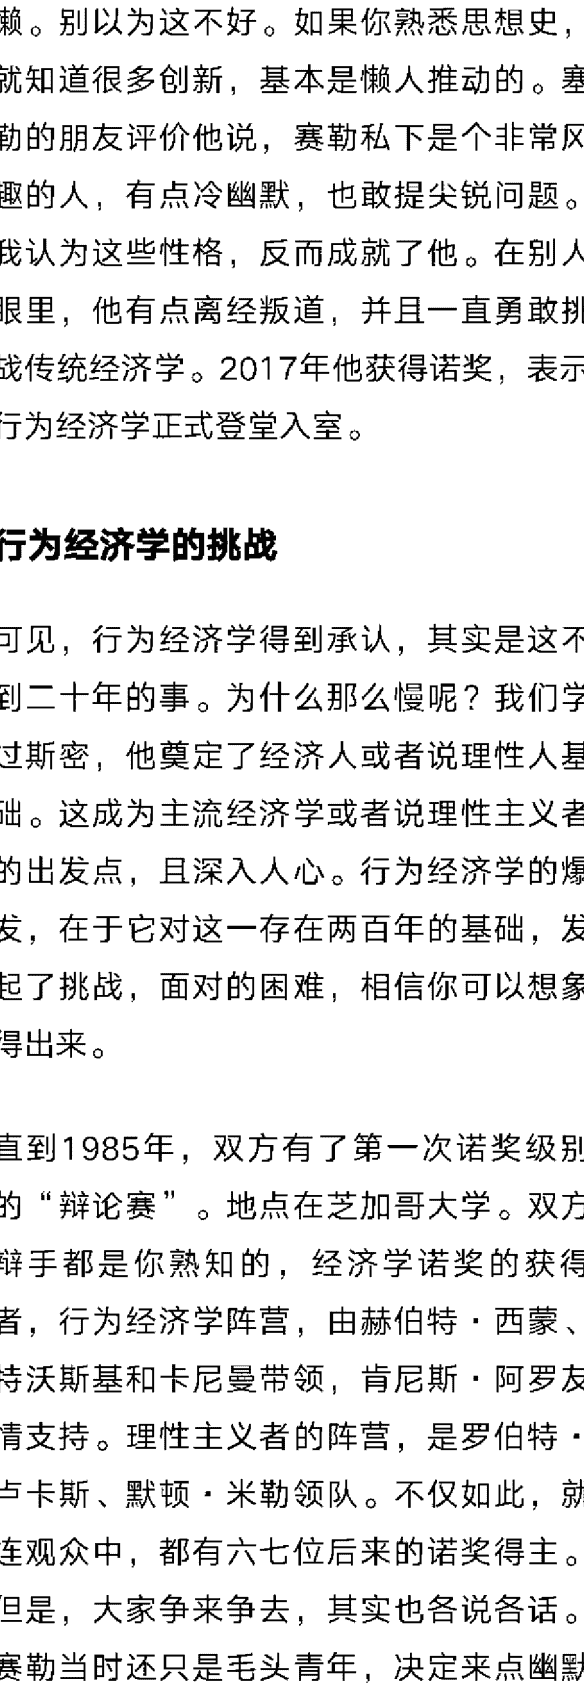 懒。别以为这不好。如果你熟悉思想史，
就知道很多创新，基本是懒人推动的。塞
勒的朋友评价他说，赛勒私下是个非常风
趣的人，有点冷幽默，也敢提尖锐问题。
我认为这些性格，反而成就了他。在别人
眼里，他有点离经叛道，并且一直勇敢挑
战传统经济学。2017年他获得诺奖，表示
行为经济学正式登堂入室。
行为经济学的挑战
可见，行为经济学得到承认，其实是这不
到二十年的事。为什么那么慢呢？我们学
过斯密，他奠定了经济人或者说理性人基
础。这成为主流经济学或者说理性主义者
的出发点，且深入人心。行为经济学的爆
发，在于它对这一存在两百年的基础，发
起了挑战，面对的困难，相信你可以想象
得出来。
直到1985年，双方有了第一次诺奖级别
的“辩论赛”。地点在芝加哥大学。双方
辩手都是你熟知的，经济学诺奖的获得
者，行为经济学阵营，由赫伯特·西蒙、
特沃斯基和卡尼曼带领，肯尼斯·阿罗友
情支持。理性主义者的阵营，是罗伯特·
卢卡斯、默顿·米勒领队。不仅如此，就
连观众中，都有六七位后来的诺奖得主。
但是，大家争来争去，其实也各说各话。
赛勒当时还只是毛头青年，决定来点幽默